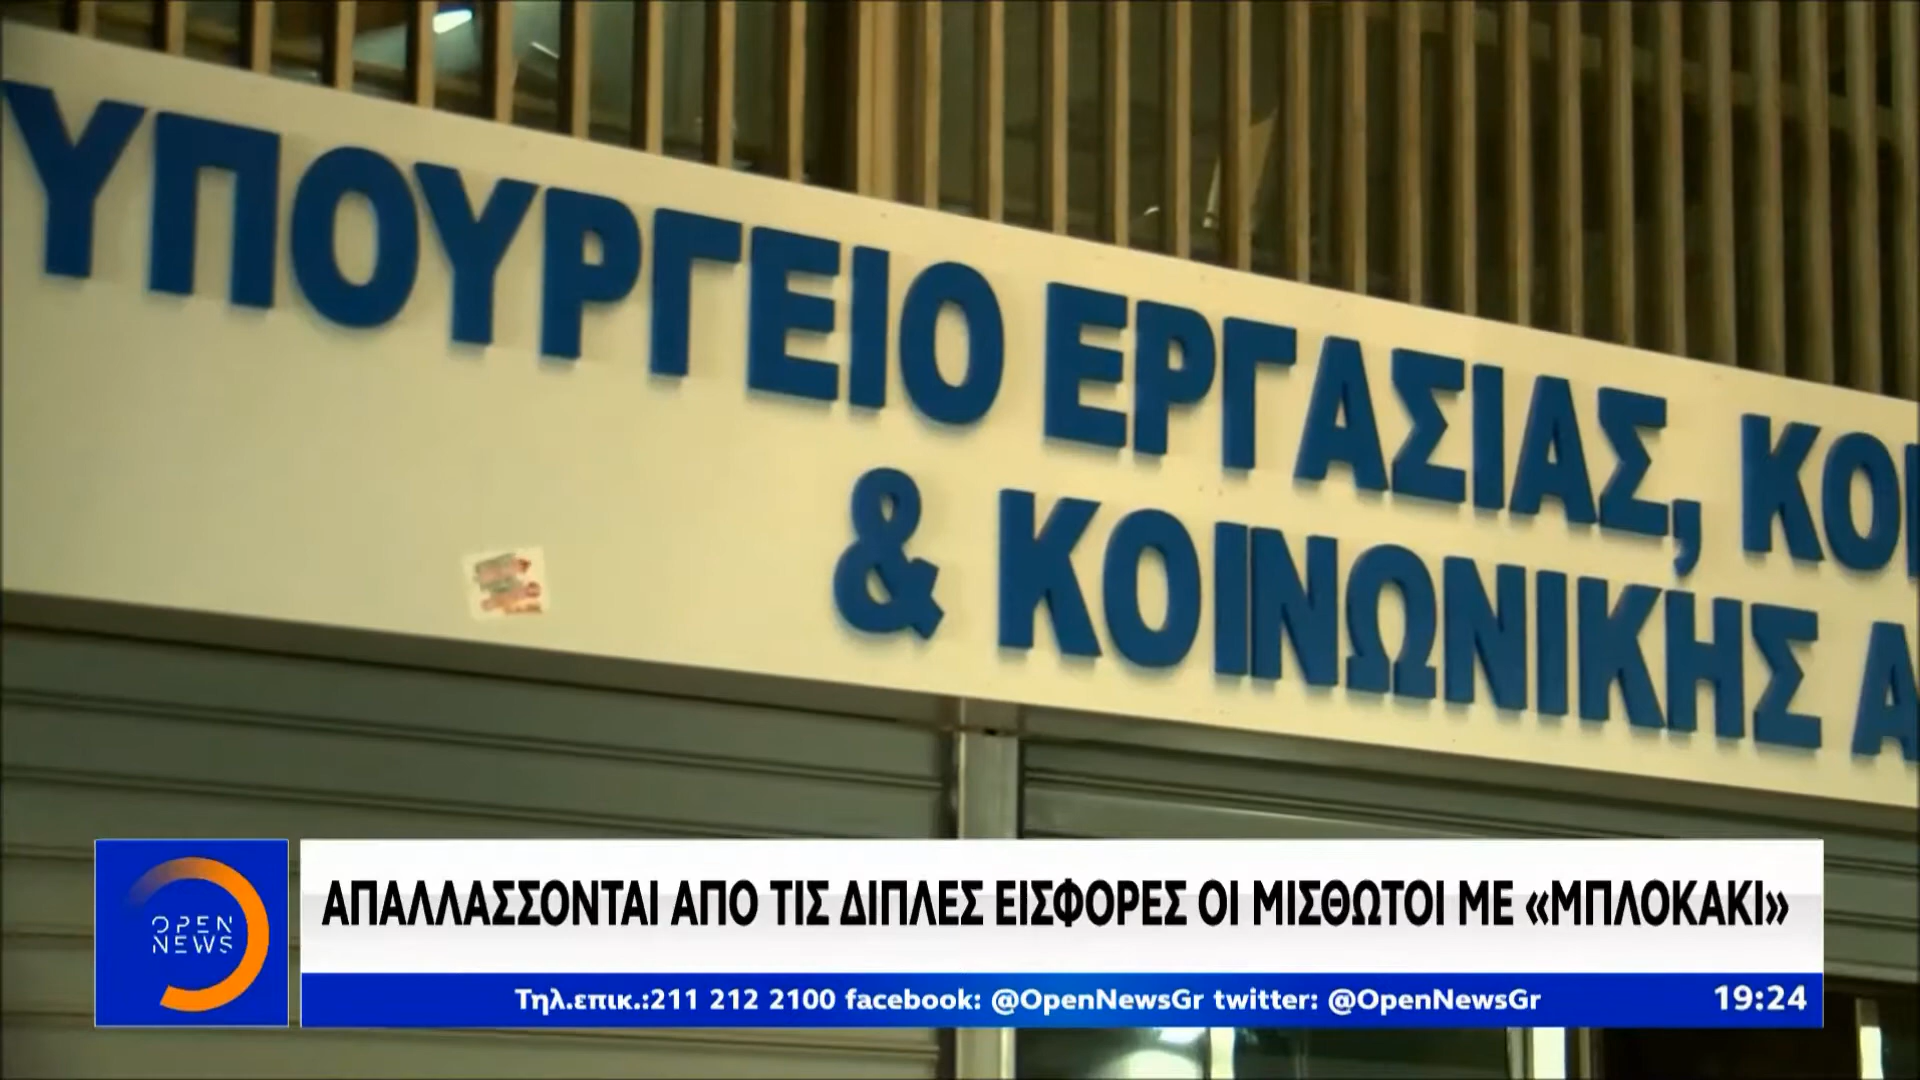 ΥΠΟΥΡΓΕΙΟ ΕΡΓΑΣΙΑΣ, ΚΟΙ
& ΚΟΙΝΩΝΙΚΗΣ Α
OPEN
NEWS
ΑΠΑΛΛΑΣΣΟΝΤΑΙ ΑΠΟ ΤΙΣ ΔΙΠΛΕΣ ΕΙΣΦΟΡΕΣ ΟΙ ΜΙΣΘΩΤΟΙ ΜΕ «ΜΠΛΟΚΑΚΙ»
Τηλ.επικ.:211 212 2100 facebook: @OpenNewsGr twitter: @OpenNewsGr
19:24